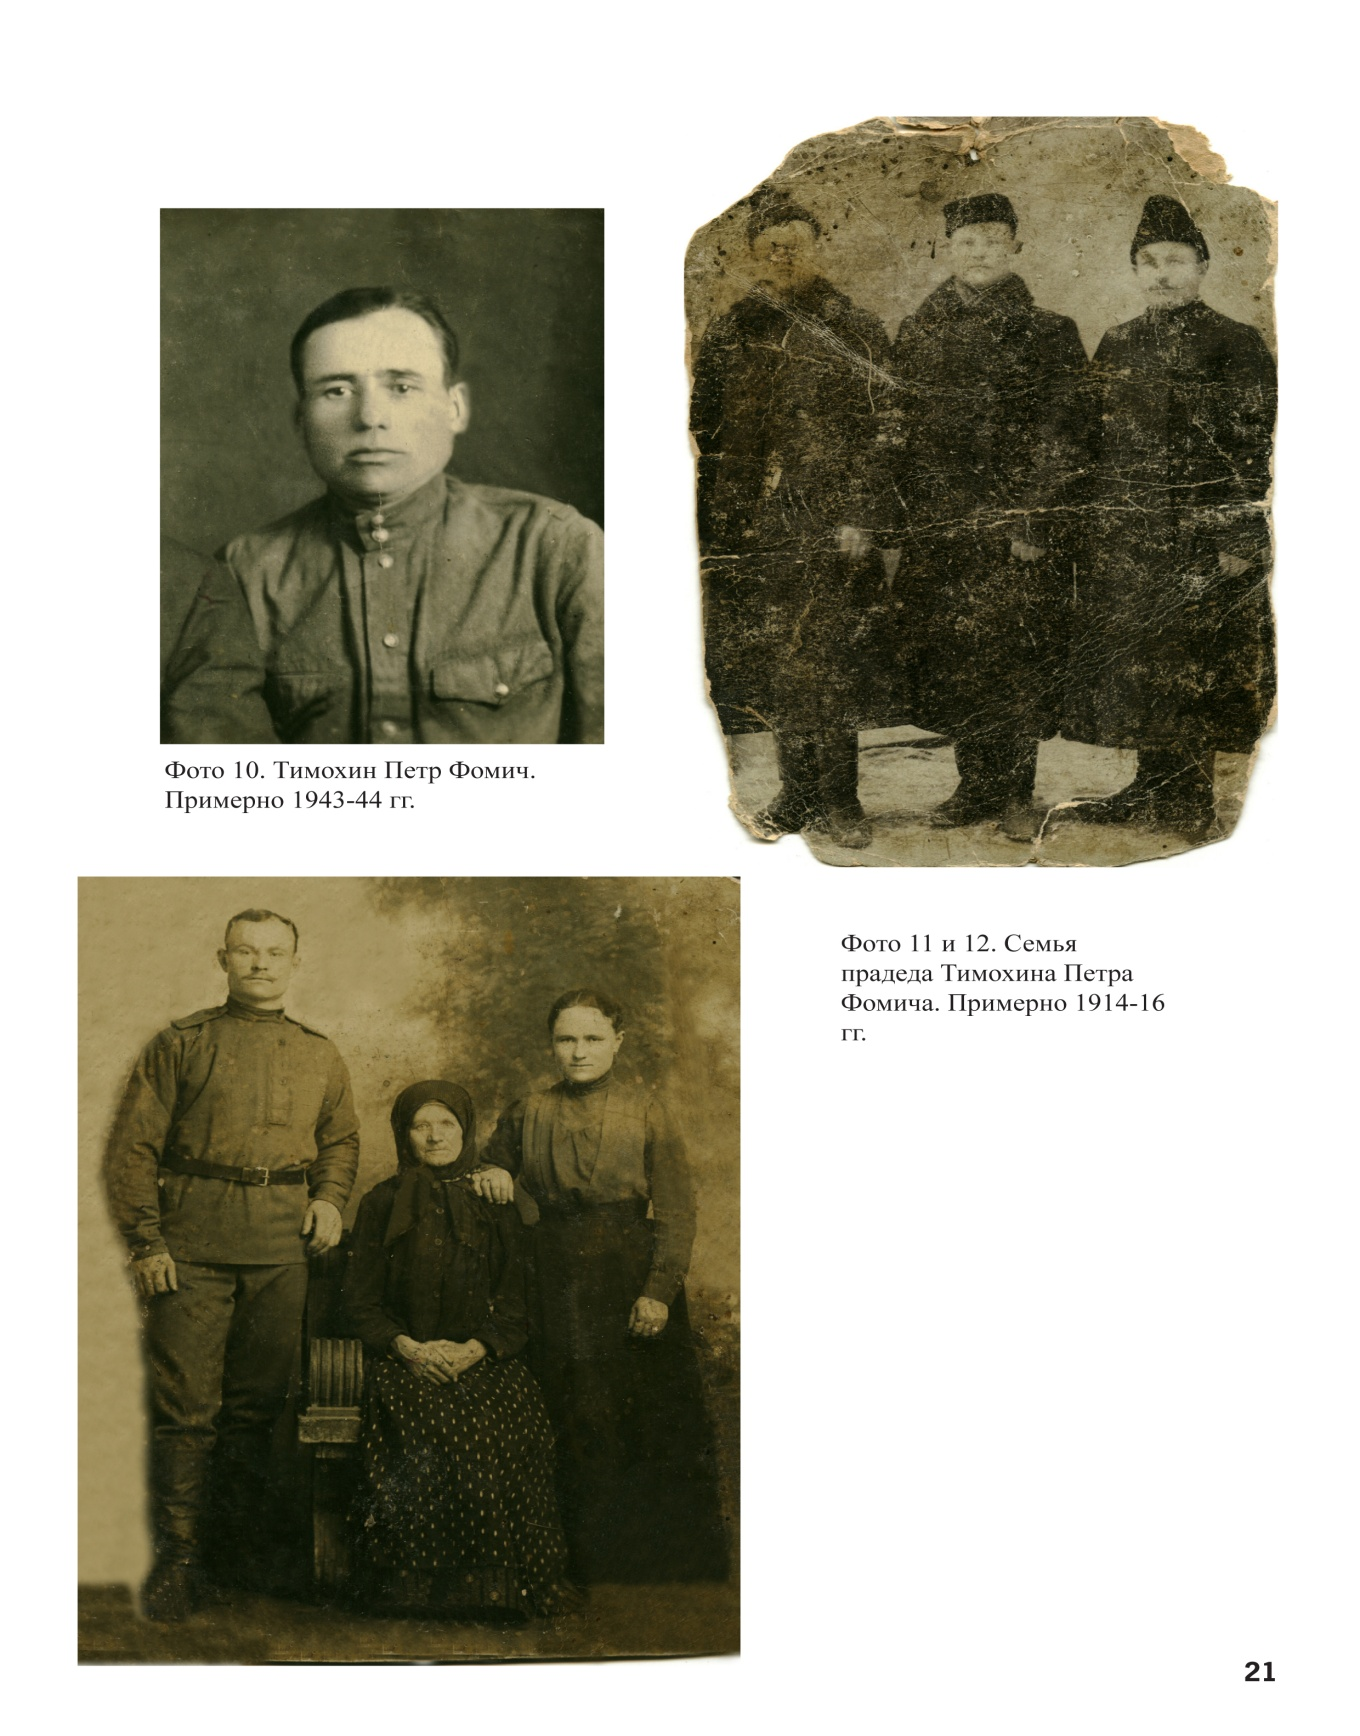 Фото 10. Тимохин Петр Фомич.
Примерно 1943-44 гг.
Фото 11 и 12. Семья
прадеда Тимохина Петра
Фомича. Примерно 1914-16
гг.
21